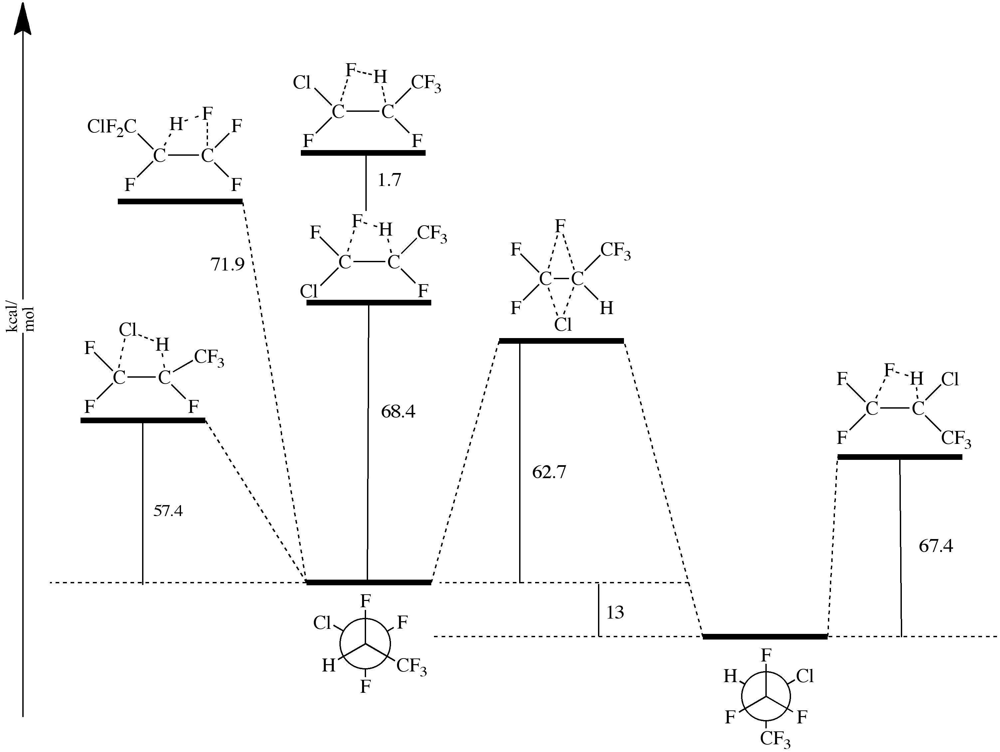 F H
Cl CF3
C C
F F
1.7
H F
ClF2C F
C C
F F
71.9
F H
F CF3
C C
Cl F
68.4
F
F CF3
C C
F H
Cl
62.7
kcal/
mol
Cl H
F CF3
C C
F F
57.4
F H
F Cl
C C
F CF3
67.4
13
F
Cl F
H CF3
F
F
H Cl
F F
CF3